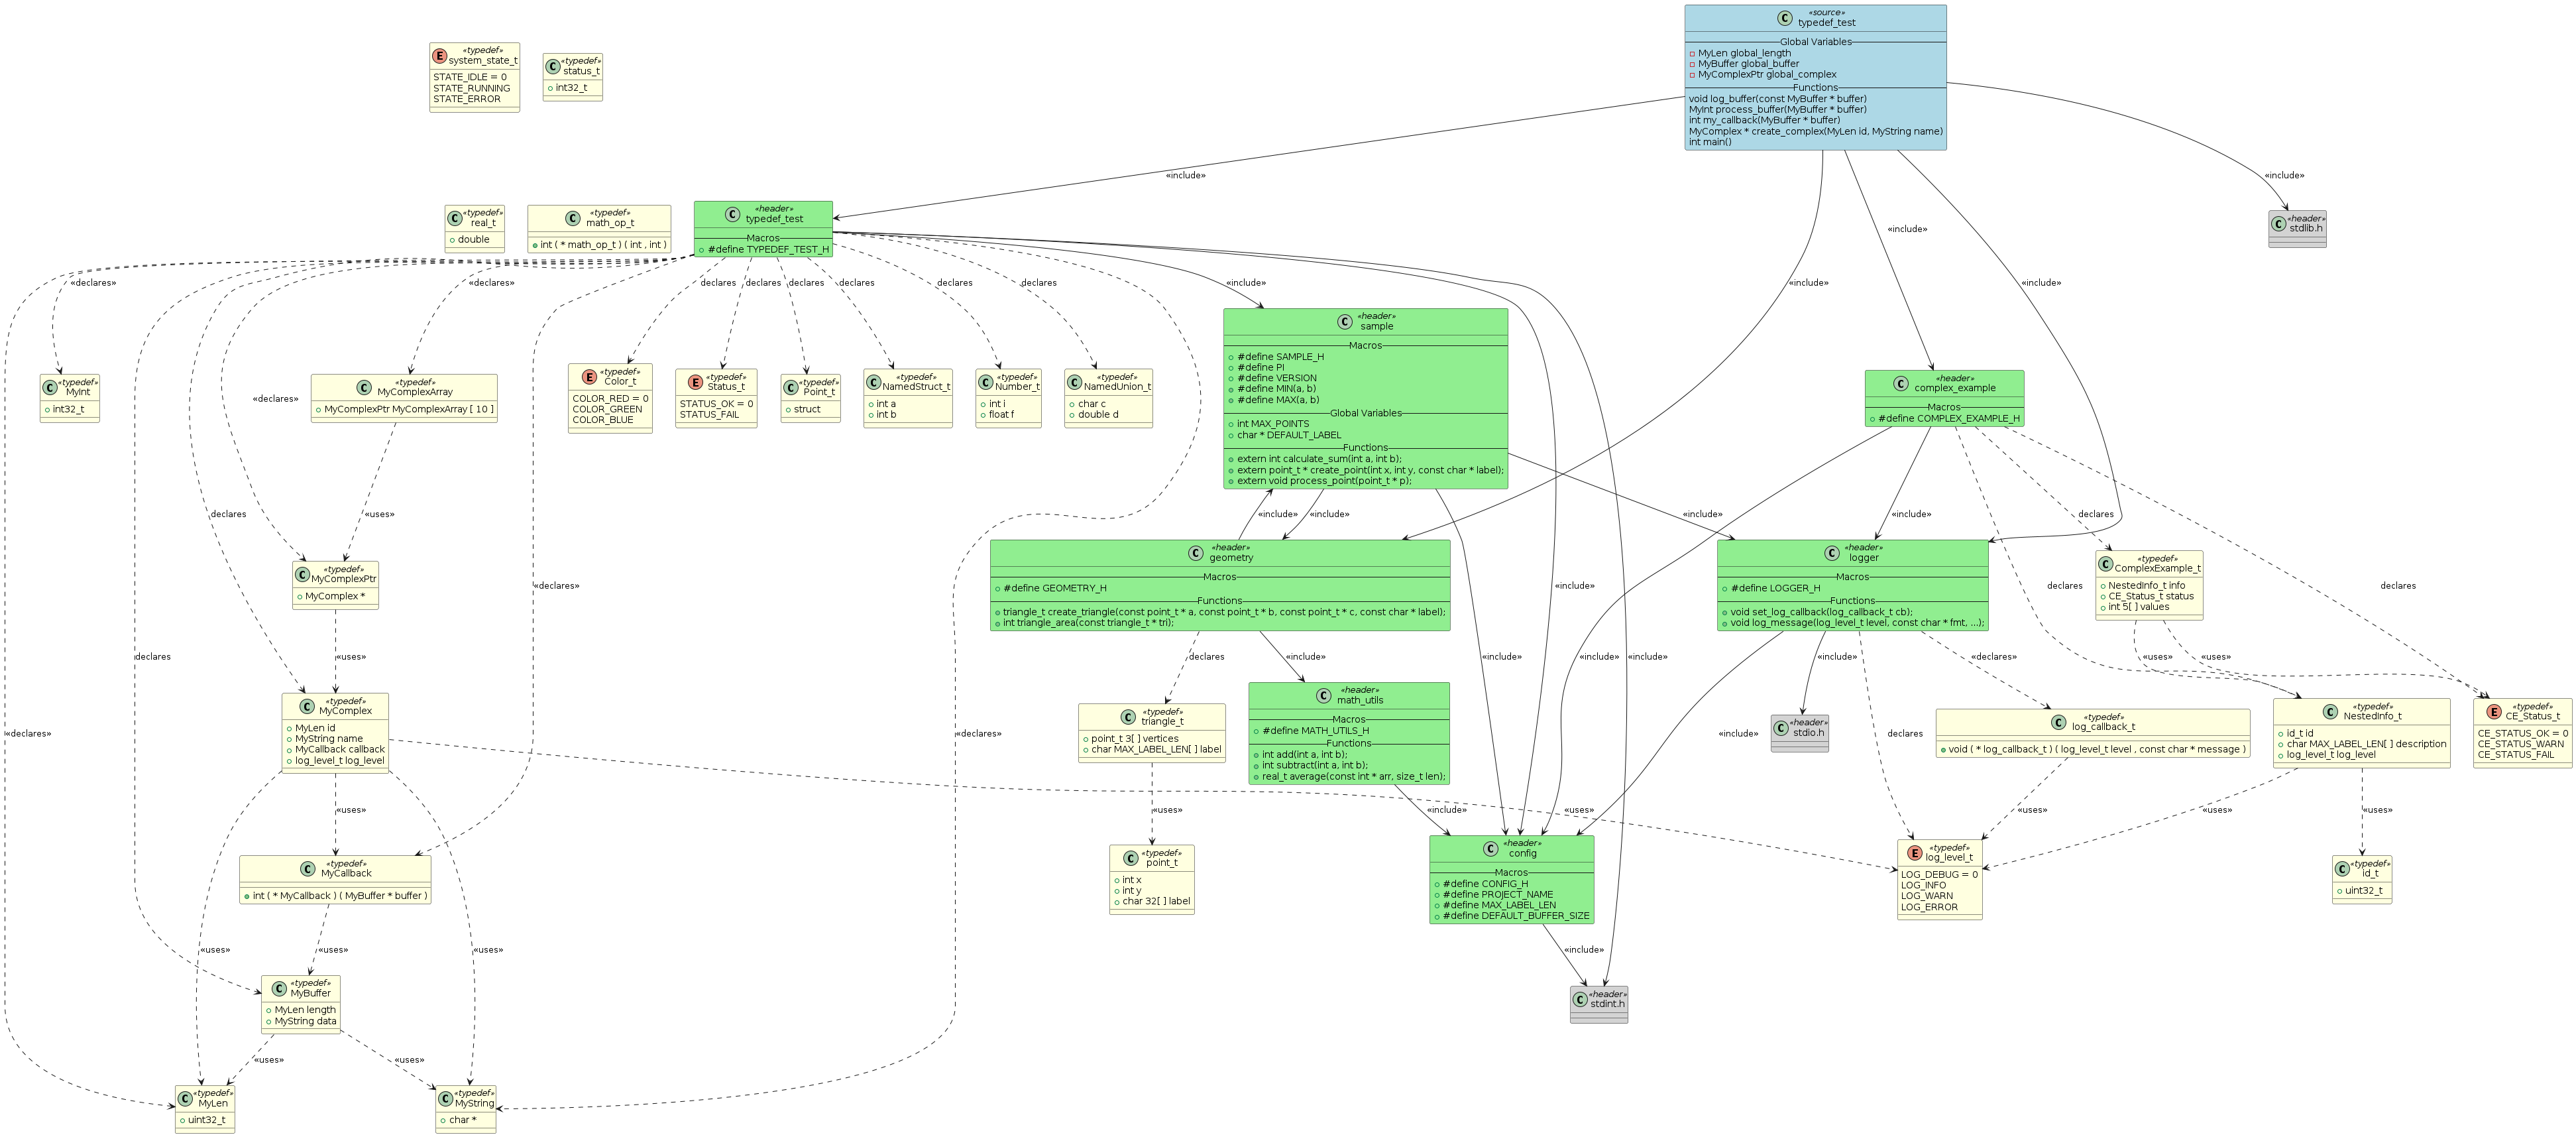 «source»
typedef_test
Global Variables
MyLen global_length
MyBuffer global_buffer
MyComplexPtr global_complex
Functions
void log_buffer(const MyBuffer * buffer)
MyInt process_buffer(MyBuffer * buffer)
int my_callback(MyBuffer * buffer)
MyComplex * create_complex(MyLen id, MyString name)
int main()
E
«typedef»
system_state_t
STATE_IDLE = 0
STATE_RUNNING
STATE_ERROR
C
«typedef»
status_t
int32_t
«include»
«include»
«include»
«include»
«include»
C
«typedef»
real_t
double
C
«typedef»
math_op_t
int ( * math_op_t ) ( int , int )
C
«header»
typedef_test
Macros
#define TYPEDEF_TEST_H
C
«header»
stdlib.h
«declares»
«declares»
declares
declares
declares
declares
declares
declares
«include»
C
«header»
sample
Macros
#define SAMPLE_H
#define PI
#define VERSION
#define MIN(a, b)
#define MAX(a, b)
Global Variables
int MAX_POINTS
char * DEFAULT_LABEL
Functions
extern int calculate_sum(int a, int b);
extern point_t * create_point(int x, int y, const char * label);
extern void process_point(point_t * p);
C
«typedef»
MyInt
int32_t
C
«typedef»
MyComplexArray
MyComplexPtr MyComplexArray [ 10 ]
E
«typedef»
Color_t
COLOR_RED = 0
COLOR_GREEN
COLOR_BLUE
E
«typedef»
Status_t
STATUS_OK = 0
STATUS_FAIL
C
«typedef»
Point_t
struct
C
«typedef»
NamedStruct_t
int a
int b
C
«typedef»
Number_t
int i
float f
C
«typedef»
NamedUnion_t
char c
double d
C
«header»
complex_example
Macros
#define COMPLEX_EXAMPLE_H
«declares»
declares
«uses»
«include»
«include»
«include»
«include»
declares
C
«typedef»
MyComplexPtr
MyComplex *
«declares»
C
«header»
geometry
Macros
#define GEOMETRY_H
Functions
triangle_t create_triangle(const point_t * a, const point_t * b, const point_t * c, const char * label);
int triangle_area(const triangle_t * tri);
«include»
C
«header»
logger
Macros
#define LOGGER_H
Functions
void set_log_callback(log_callback_t cb);
void log_message(log_level_t level, const char * fmt, ...);
declares
C
«typedef»
ComplexExample_t
NestedInfo_t info
CE_Status_t status
int 5[ ] values
declares
declares
«uses»
declares
«include»
«include»
«include»
«include»
«include»
«declares»
«uses»
«uses»
C
«typedef»
MyComplex
MyLen id
MyString name
MyCallback callback
log_level_t log_level
«declares»
«declares»
C
«typedef»
triangle_t
point_t 3[ ] vertices
char MAX_LABEL_LEN[ ] label
C
«header»
math_utils
Macros
#define MATH_UTILS_H
Functions
int add(int a, int b);
int subtract(int a, int b);
real_t average(const int * arr, size_t len);
C
«header»
stdio.h
«include»
declares
C
«typedef»
log_callback_t
void ( * log_callback_t ) ( log_level_t level , const char * message )
C
«typedef»
NestedInfo_t
id_t id
char MAX_LABEL_LEN[ ] description
log_level_t log_level
E
«typedef»
CE_Status_t
CE_STATUS_OK = 0
CE_STATUS_WARN
CE_STATUS_FAIL
«uses»
«uses»
«include»
«uses»
«uses»
«uses»
«uses»
C
«typedef»
MyCallback
int ( * MyCallback ) ( MyBuffer * buffer )
C
«typedef»
point_t
int x
int y
char 32[ ] label
C
«header»
config
Macros
#define CONFIG_H
#define PROJECT_NAME
#define MAX_LABEL_LEN
#define DEFAULT_BUFFER_SIZE
E
«typedef»
log_level_t
LOG_DEBUG = 0
LOG_INFO
LOG_WARN
LOG_ERROR
C
«typedef»
id_t
uint32_t
«uses»
«uses»
«uses»
«include»
C
«typedef»
MyBuffer
MyLen length
MyString data
C
«header»
stdint.h
«uses»
«uses»
C
«typedef»
MyLen
uint32_t
C
«typedef»
MyString
char *